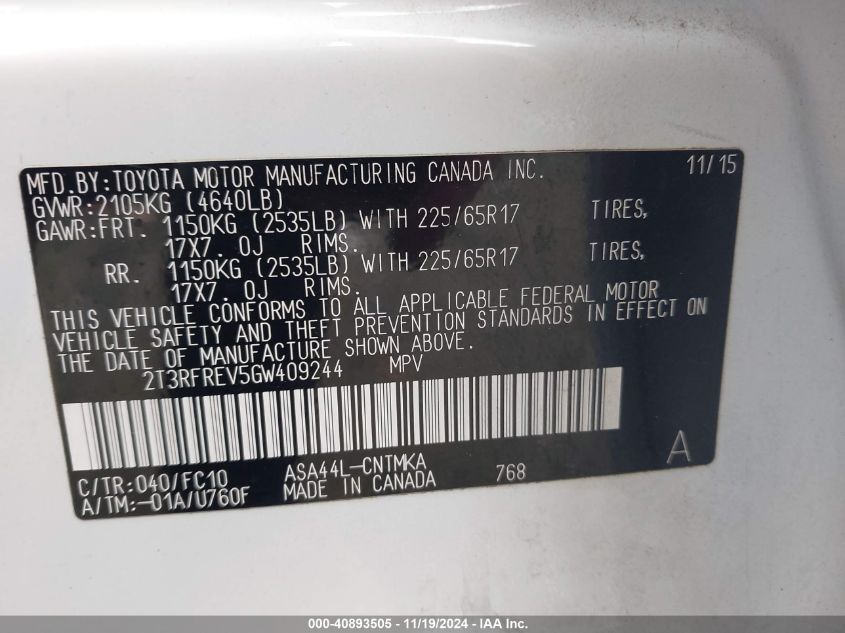 MFD.BY:TOYOTA MOTOR MANUFACTURING CANADA INC. 11/15
GVWR:2105KG (4640LB)
GAWR:FRT. 1150KG (2535LB) WITH 225/65R17 TIRES,
17X7. 0J RIMS.
RR. 1150KG (2535LB) WITH 225/65R17 TIRES,
17X7. 0J RIMS.
THIS VEHICLE CONFORMS TO ALL APPLICABLE FEDERAL MOTOR
VEHICLE SAFETY AND THEFT PREVENTION STANDARDS IN EFFECT ON
THE DATE OF MANUFACTURE SHOWN ABOVE.
2T3RFREV5GW409244 MPV
C/TR:040/FC10 ASA44L-CNTMKA 768 A
A/TM:-01A/U760F MADE IN CANADA
000-40893505 - 11/19/2024 - IAA Inc.